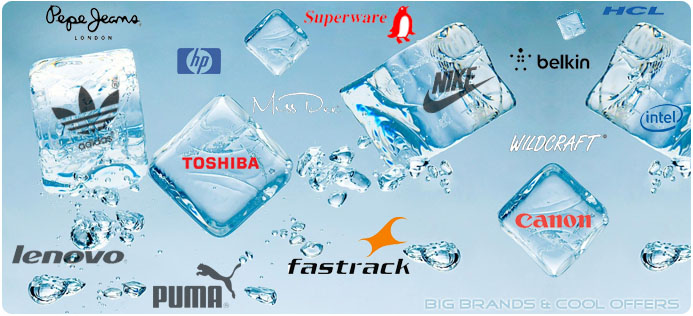 Pepe Jeans
LONDON
hp
Superware
HCL
adidas
TOSHIBA
Miss Dior
NIKE
belkin
intel
WILDCRAFT®
Canon
lenovo
PUMA®
fastrack
BIG BRANDS & COOL OFFERS